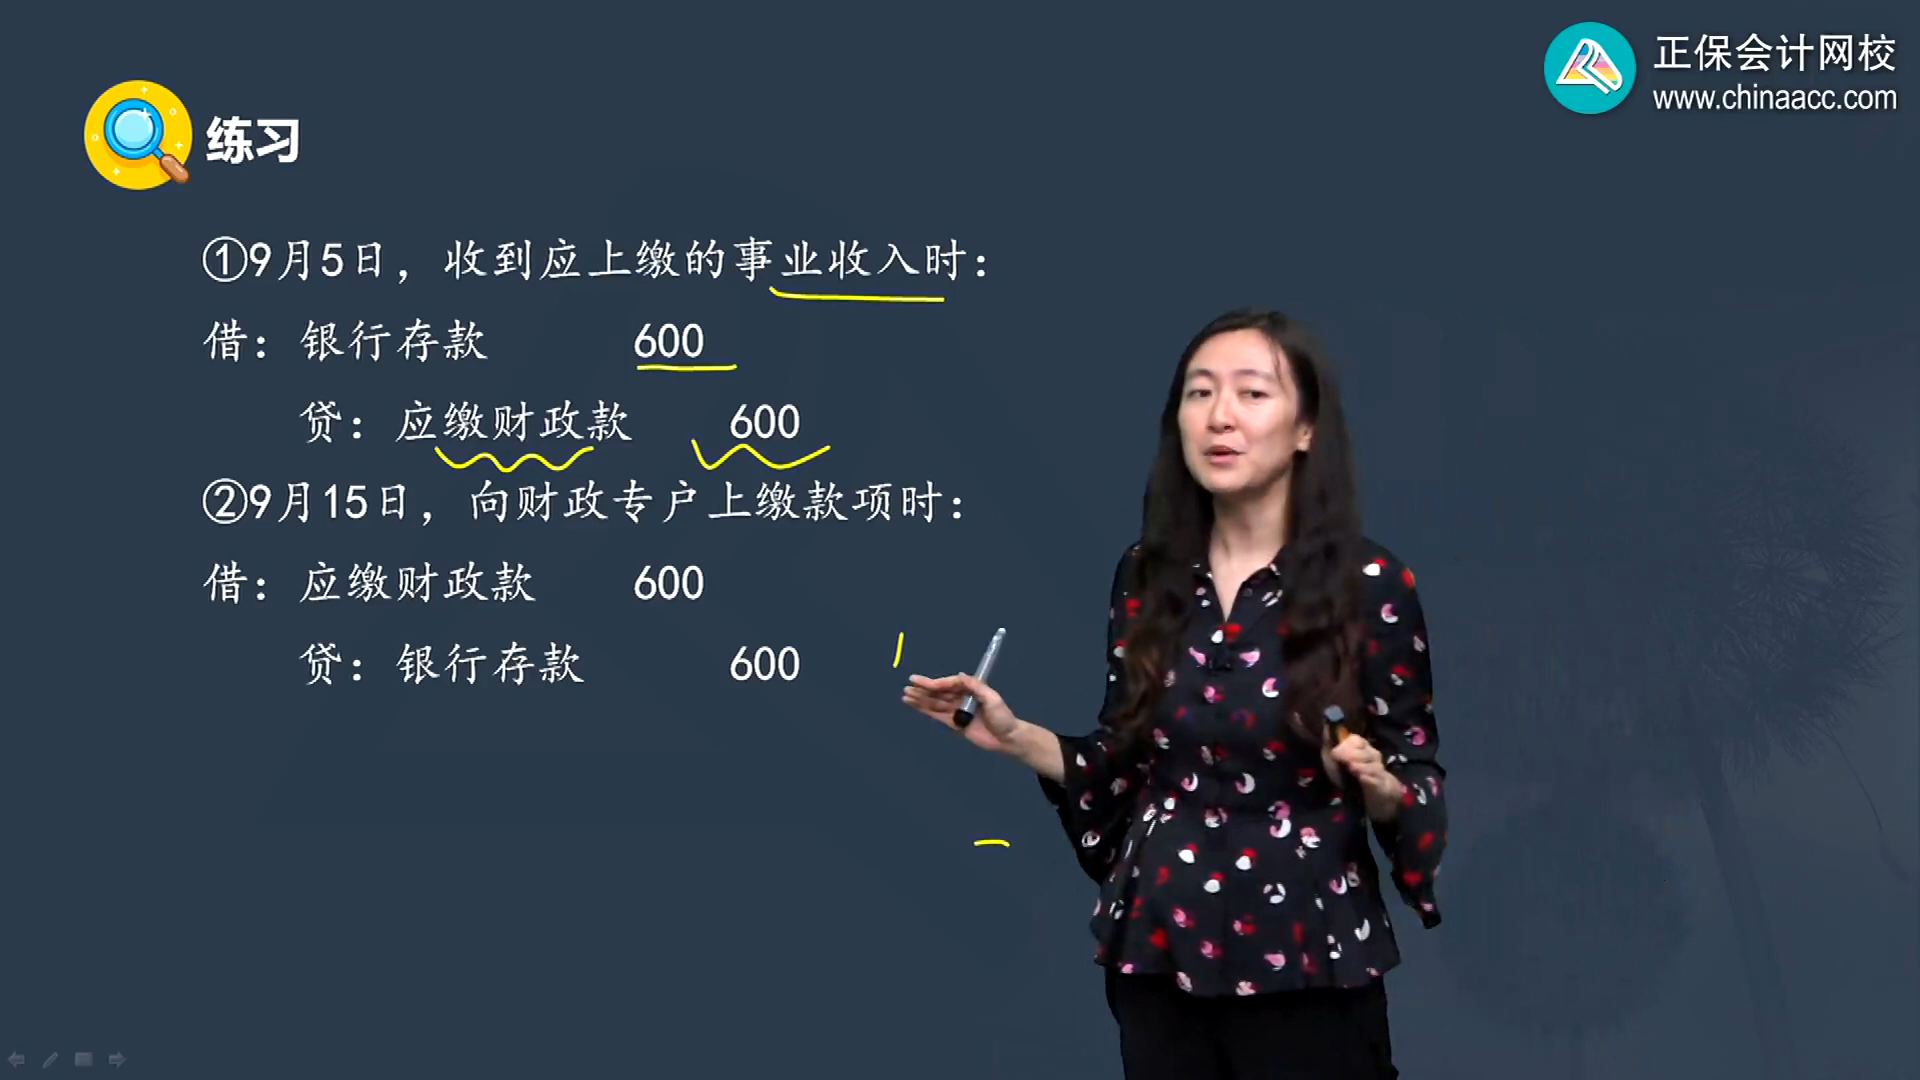 正保会计网校
www.chinaacc.com
练习
①9月5日，收到应上缴的事业收入时：
借：银行存款 600
贷：应缴财政款 600
②9月15日，向财政专户上缴款项时：
借：应缴财政款 600
贷：银行存款 600